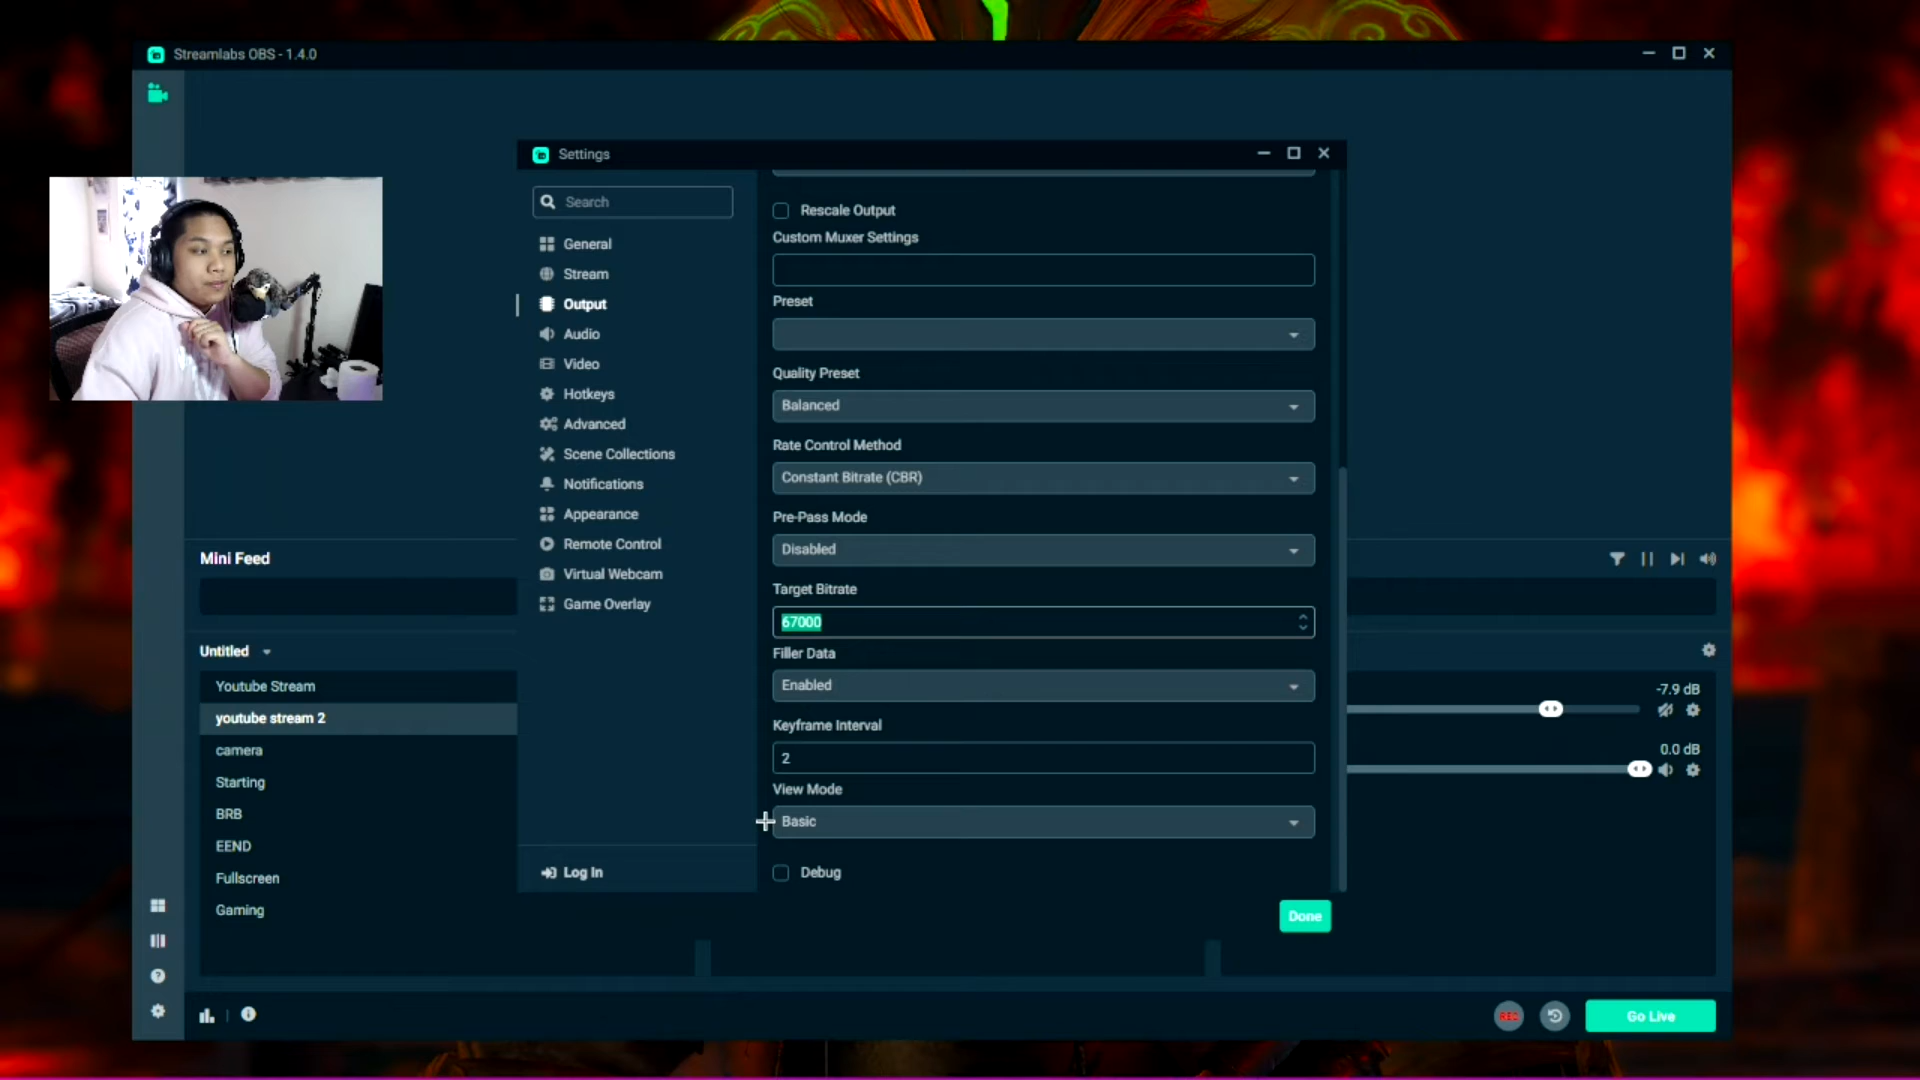 Streamlabs OBS - 1.4.0
Settings
Search
General
Stream
Output
Audio
Video
Hotkeys
Advanced
Scene Collections
Notifications
Appearance
Remote Control
Virtual Webcam
Game Overlay
Log In
Rescale Output
Custom Muxer Settings
Preset
Quality Preset
Balanced
Rate Control Method
Constant Bitrate (CBR)
Pre-Pass Mode
Disabled
Target Bitrate
67000
Filler Data
Enabled
Keyframe Interval
2
View Mode
Basic
Debug
Done
Mini Feed
Untitled
Youtube Stream
youtube stream 2
camera
Starting
BRB
EEND
Fullscreen
Gaming
-7.9 dB
0.0 dB
REC
Go Live